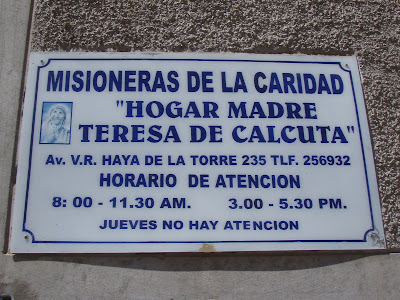 MISIONERAS DE LA CARIDAD
"HOGAR MADRE
TERESA DE CALCUTA"
Av. V.R. HAYA DE LA TORRE 235 TLF. 256932
HORARIO DE ATENCION
8: 00 - 11.30 AM. 3.00 - 5.30 PM.
JUEVES NO HAY ATENCION